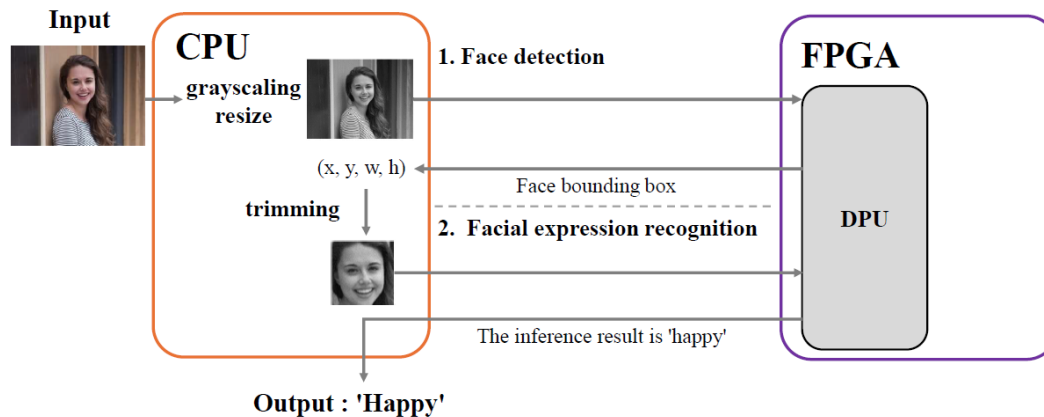 Input
CPU
grayscaling
resize
1. Face detection
FPGA
(x, y, w, h)
Face bounding box
trimming
2. Facial expression recognition
DPU
The inference result is 'happy'
Output : 'Happy'